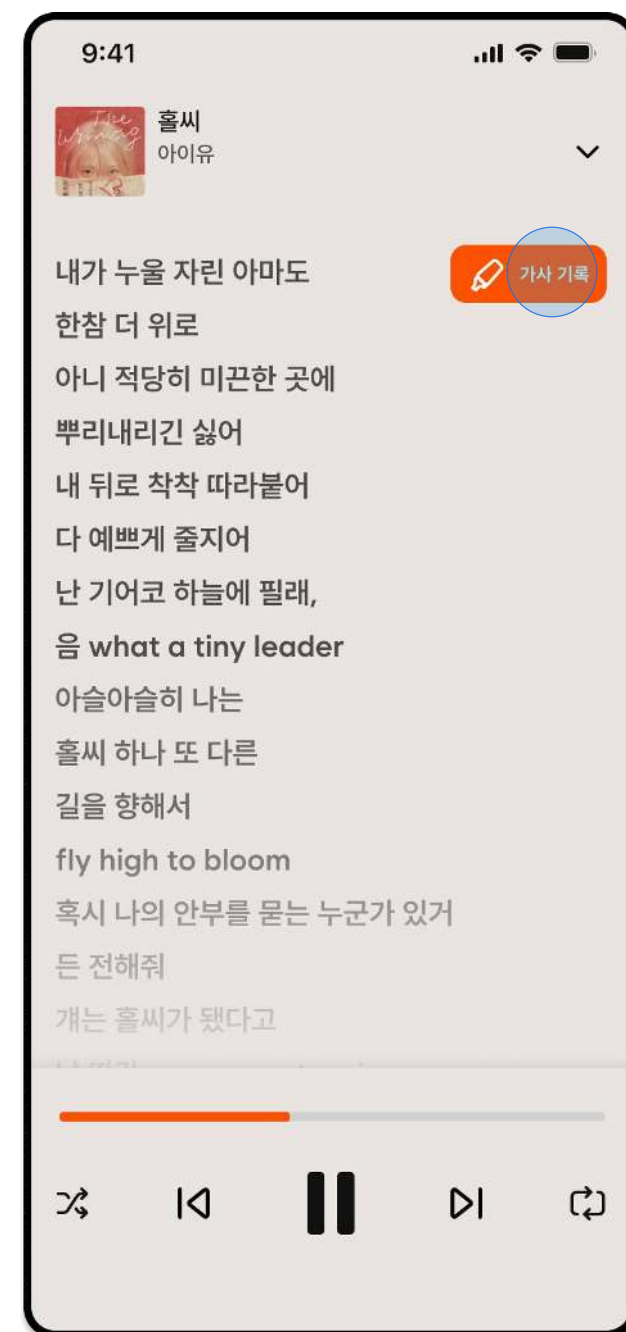 9:41
The
Winning
홀씨
아이유
가사 기록
내가 누울 자린 아마도
한참 더 위로
아니 적당히 미끈한 곳에
뿌리내리긴 싫어
내 뒤로 착착 따라붙어
다 예쁘게 줄지어
난 기어코 하늘에 필래,
음 what a tiny leader
아슬아슬히 나는
홀씨 하나 또 다른
길을 향해서
fly high to bloom
혹시 나의 안부를 묻는 누군가 있거
든 전해줘
걔는 홀씨가 됐다고